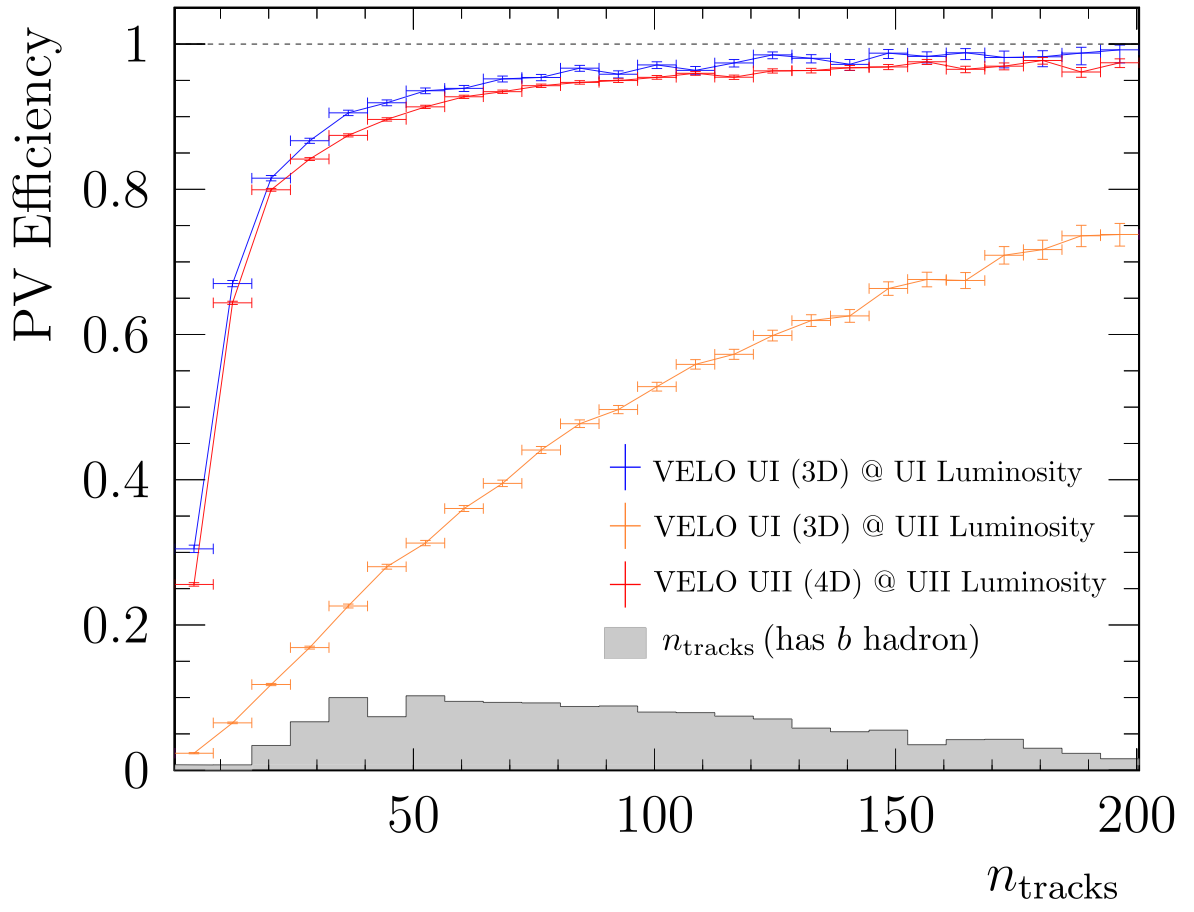 PV Efficiency
1
0.8
0.6
0.4
0.2
0
50
100
150
200
n_tracks
VELO UI (3D) @ UI Luminosity
VELO UI (3D) @ UII Luminosity
VELO UII (4D) @ UII Luminosity
n_tracks (has b hadron)